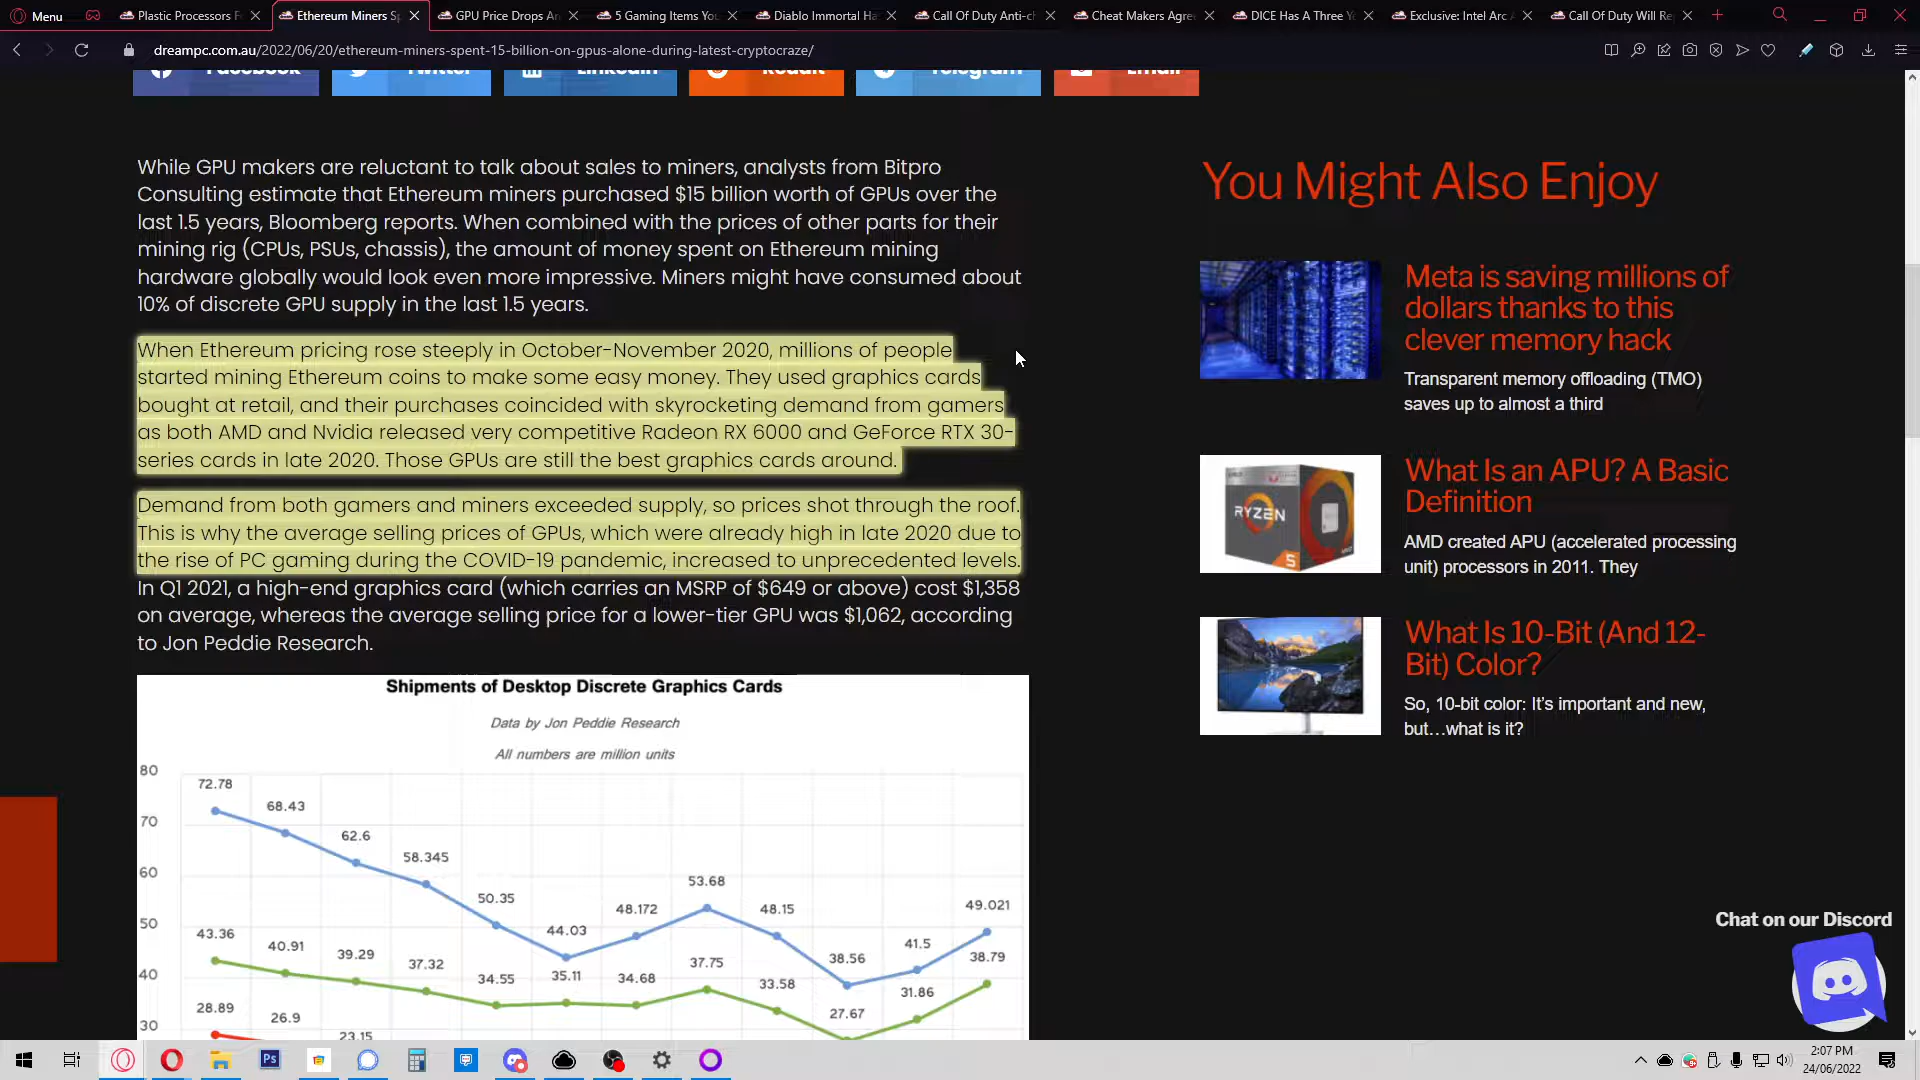 Menu
Plastic Processors F
Ethereum Miners Sp
GPU Price Drops Ar
5 Gaming Items You
Diablo Immortal Ha
Call Of Duty Anti-c
Cheat Makers Agre
DICE Has A Three Ye
Exclusive: Intel Arc A
Call Of Duty Will Re
dreampc.com.au/2022/06/20/ethereum-miners-spent-15-billion-on-gpus-alone-during-latest-cryptocraze/
Facebook
Twitter
LinkedIn
Reddit
Telegram
Email
While GPU makers are reluctant to talk about sales to miners, analysts from Bitpro
Consulting estimate that Ethereum miners purchased $15 billion worth of GPUs over the
last 1.5 years, Bloomberg reports. When combined with the prices of other parts for their
mining rig (CPUs, PSUs, chassis), the amount of money spent on Ethereum mining
hardware globally would look even more impressive. Miners might have consumed about
10% of discrete GPU supply in the last 1.5 years.
When Ethereum pricing rose steeply in October-November 2020, millions of people
started mining Ethereum coins to make some easy money. They used graphics cards
bought at retail, and their purchases coincided with skyrocketing demand from gamers
as both AMD and Nvidia released very competitive Radeon RX 6000 and GeForce RTX 30-
series cards in late 2020. Those GPUs are still the best graphics cards around.
Demand from both gamers and miners exceeded supply, so prices shot through the roof.
This is why the average selling prices of GPUs, which were already high in late 2020 due to
the rise of PC gaming during the COVID-19 pandemic, increased to unprecedented levels.
In Q1 2021, a high-end graphics card (which carries an MSRP of $649 or above) cost $1,358
on average, whereas the average selling price for a lower-tier GPU was $1,062, according
to Jon Peddie Research.
Shipments of Desktop Discrete Graphics Cards
Data by Jon Peddie Research
All numbers are million units
80
72.78
68.43
70
62.6
58.345
60
50.35
53.68
48.172
48.15
49.021
50
44.03
43.36
40.91
39.29
37.32
34.55
35.11
34.68
37.75
33.58
38.56
41.5
38.79
40
31.86
28.89
26.9
23.15
27.67
30
You Might Also Enjoy
Meta is saving millions of
dollars thanks to this
clever memory hack
Transparent memory offloading (TMO)
saves up to almost a third
RYZEN
5
What Is an APU? A Basic
Definition
AMD created APU (accelerated processing
unit) processors in 2011. They
What Is 10-Bit (And 12-
Bit) Color?
So, 10-bit color: It's important and new,
but…what is it?
Chat on our Discord
Ps
2:07 PM
24/06/2022